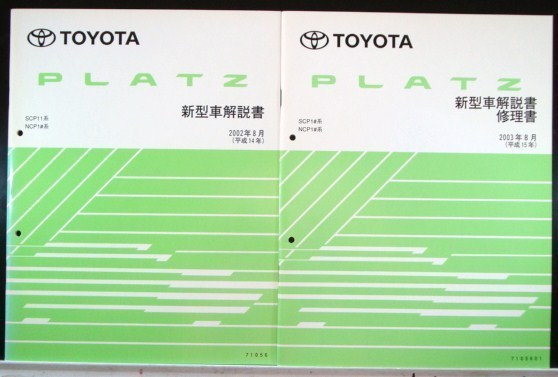 TOYOTA
PLATZ
新型車解説書
SCP11系
NCP1#系
2002年8月
(平成14年)
71054
TOYOTA
PLATZ
新型車解説書
修理書
SCP1#系
NCP1#系
2003年8月
(平成15年)